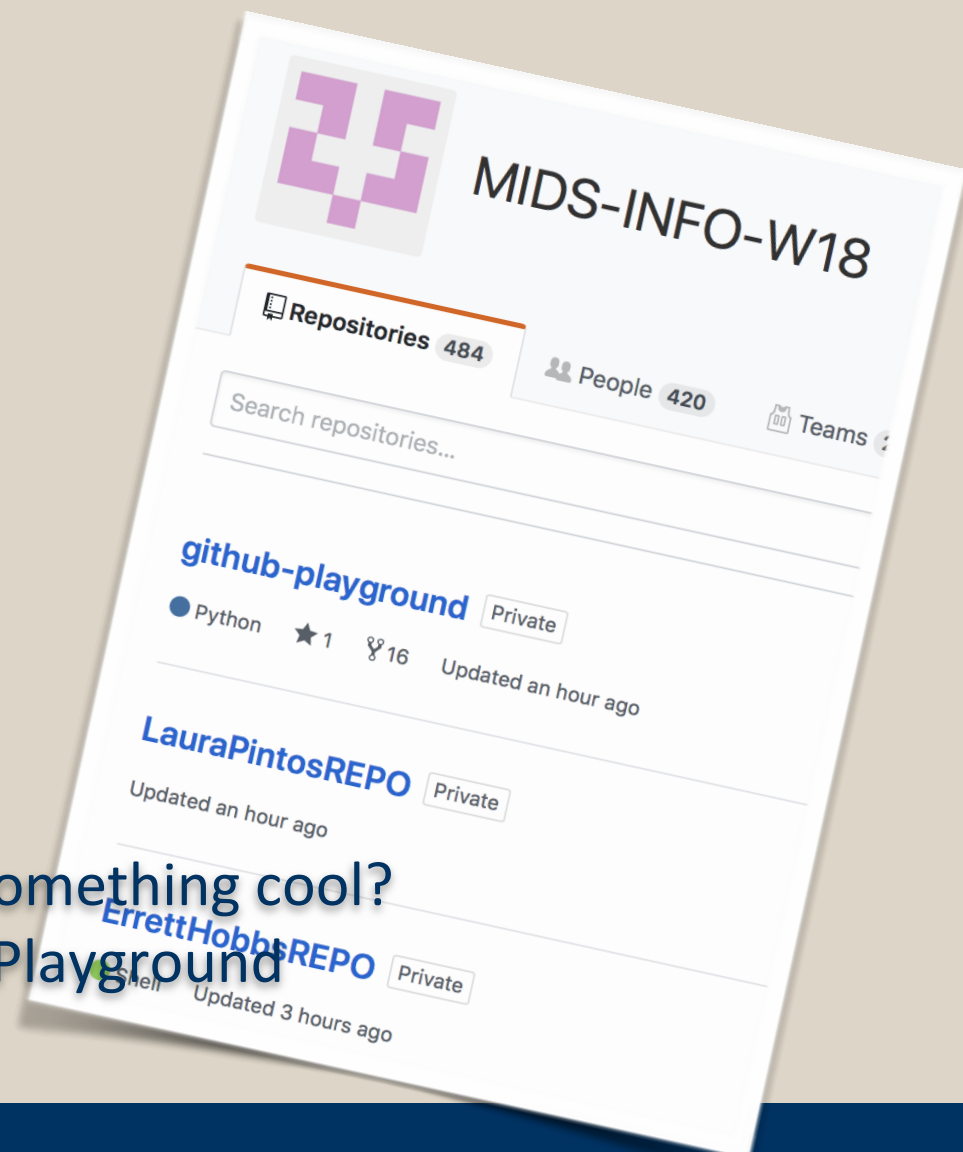 MIDS-INFO-W18
Repositories 484 People 420 Teams
Search repositories...
github-playground Private
Python 1 16 Updated an hour ago
LauraPintosREPO Private
Updated an hour ago
omething cool?
ErrettHobbsREPO Private
Playground
Shell Updated 3 hours ago